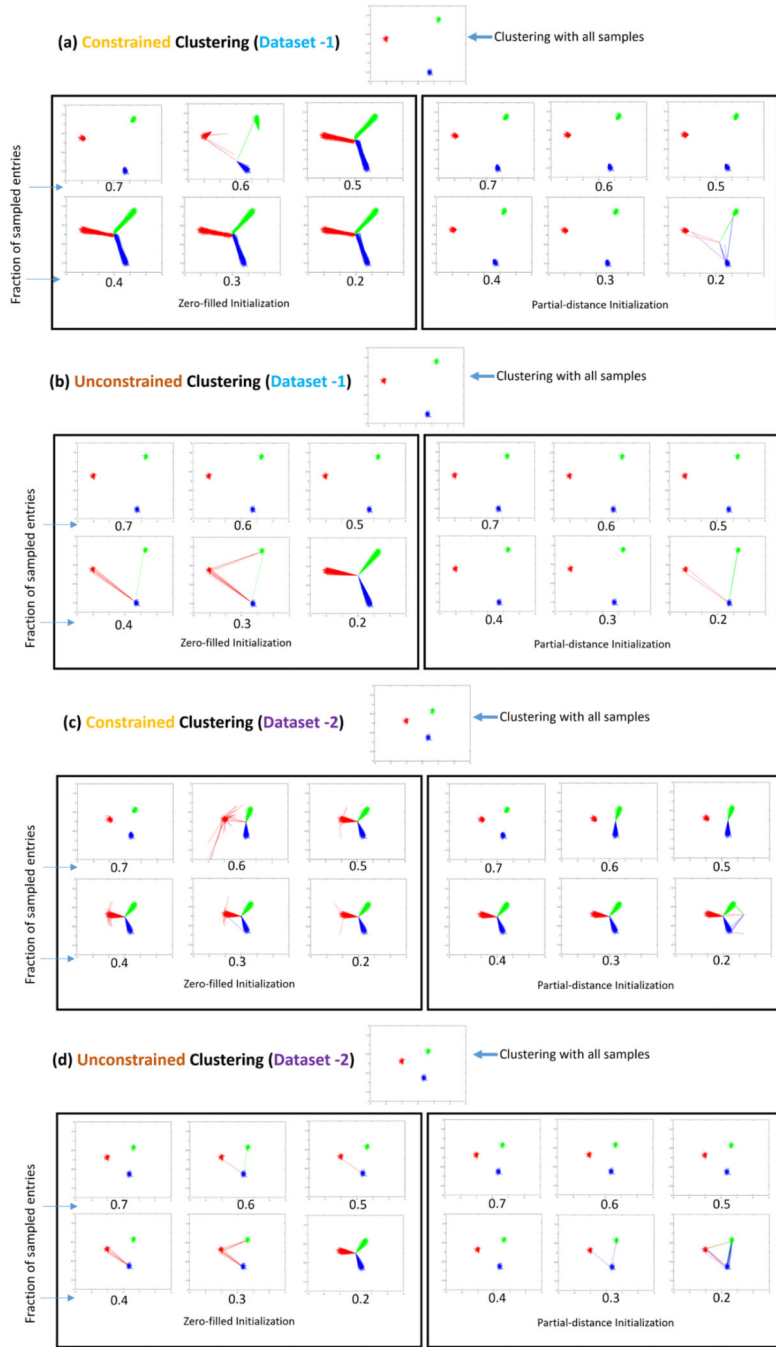 (a) Constrained Clustering (Dataset -1)
Clustering with all samples
Fraction of sampled entries
0.7 0.6 0.5
0.4 0.3 0.2
Zero-filled Initialization
0.7 0.6 0.5
0.4 0.3 0.2
Partial-distance Initialization
(b) Unconstrained Clustering (Dataset -1)
Clustering with all samples
Fraction of sampled entries
0.7 0.6 0.5
0.4 0.3 0.2
Zero-filled Initialization
0.7 0.6 0.5
0.4 0.3 0.2
Partial-distance Initialization
(c) Constrained Clustering (Dataset -2)
Clustering with all samples
Fraction of sampled entries
0.7 0.6 0.5
0.4 0.3 0.2
Zero-filled Initialization
0.7 0.6 0.5
0.4 0.3 0.2
Partial-distance Initialization
(d) Unconstrained Clustering (Dataset -2)
Clustering with all samples
Fraction of sampled entries
0.7 0.6 0.5
0.4 0.3 0.2
Zero-filled Initialization
0.7 0.6 0.5
0.4 0.3 0.2
Partial-distance Initialization